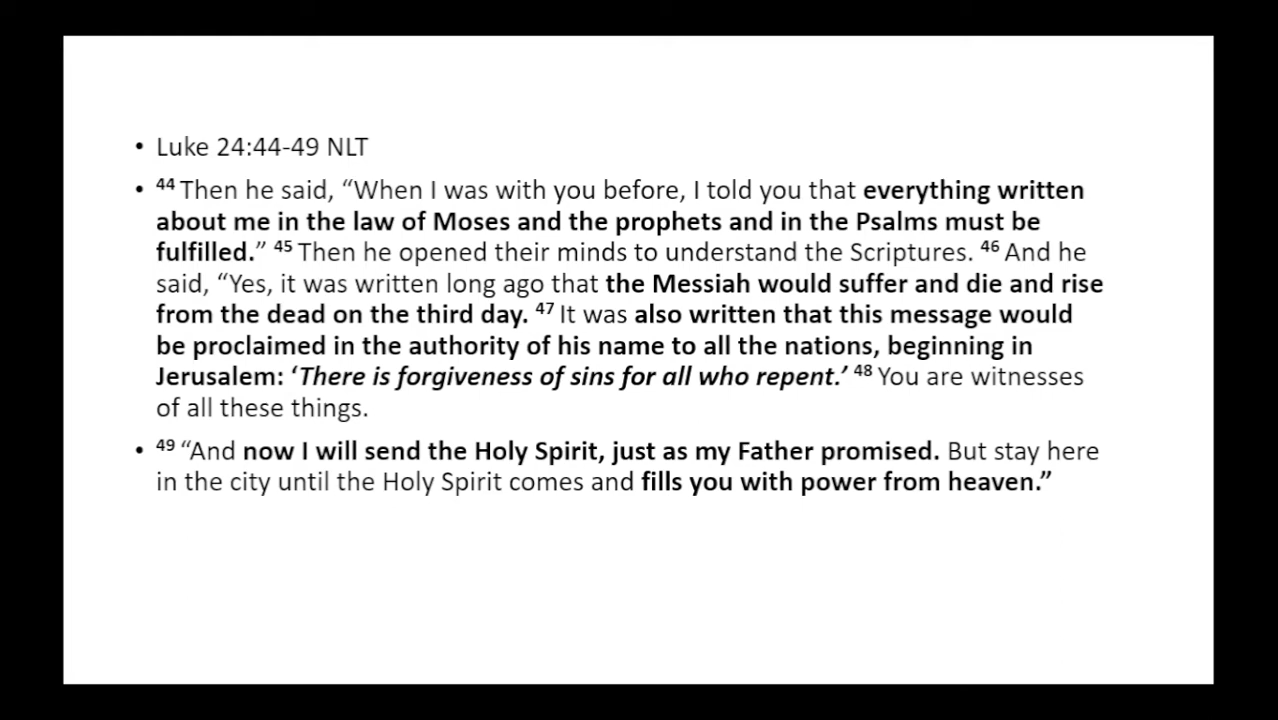 • Luke 24:44-49 NLT
• 44 Then he said, “When I was with you before, I told you that everything written
about me in the law of Moses and the prophets and in the Psalms must be
fulfilled.” 45 Then he opened their minds to understand the Scriptures. 46 And he
said, “Yes, it was written long ago that the Messiah would suffer and die and rise
from the dead on the third day. 47 It was also written that this message would
be proclaimed in the authority of his name to all the nations, beginning in
Jerusalem: ‘There is forgiveness of sins for all who repent.’ 48 You are witnesses
of all these things.
• 49 “And now I will send the Holy Spirit, just as my Father promised. But stay here
in the city until the Holy Spirit comes and fills you with power from heaven.”